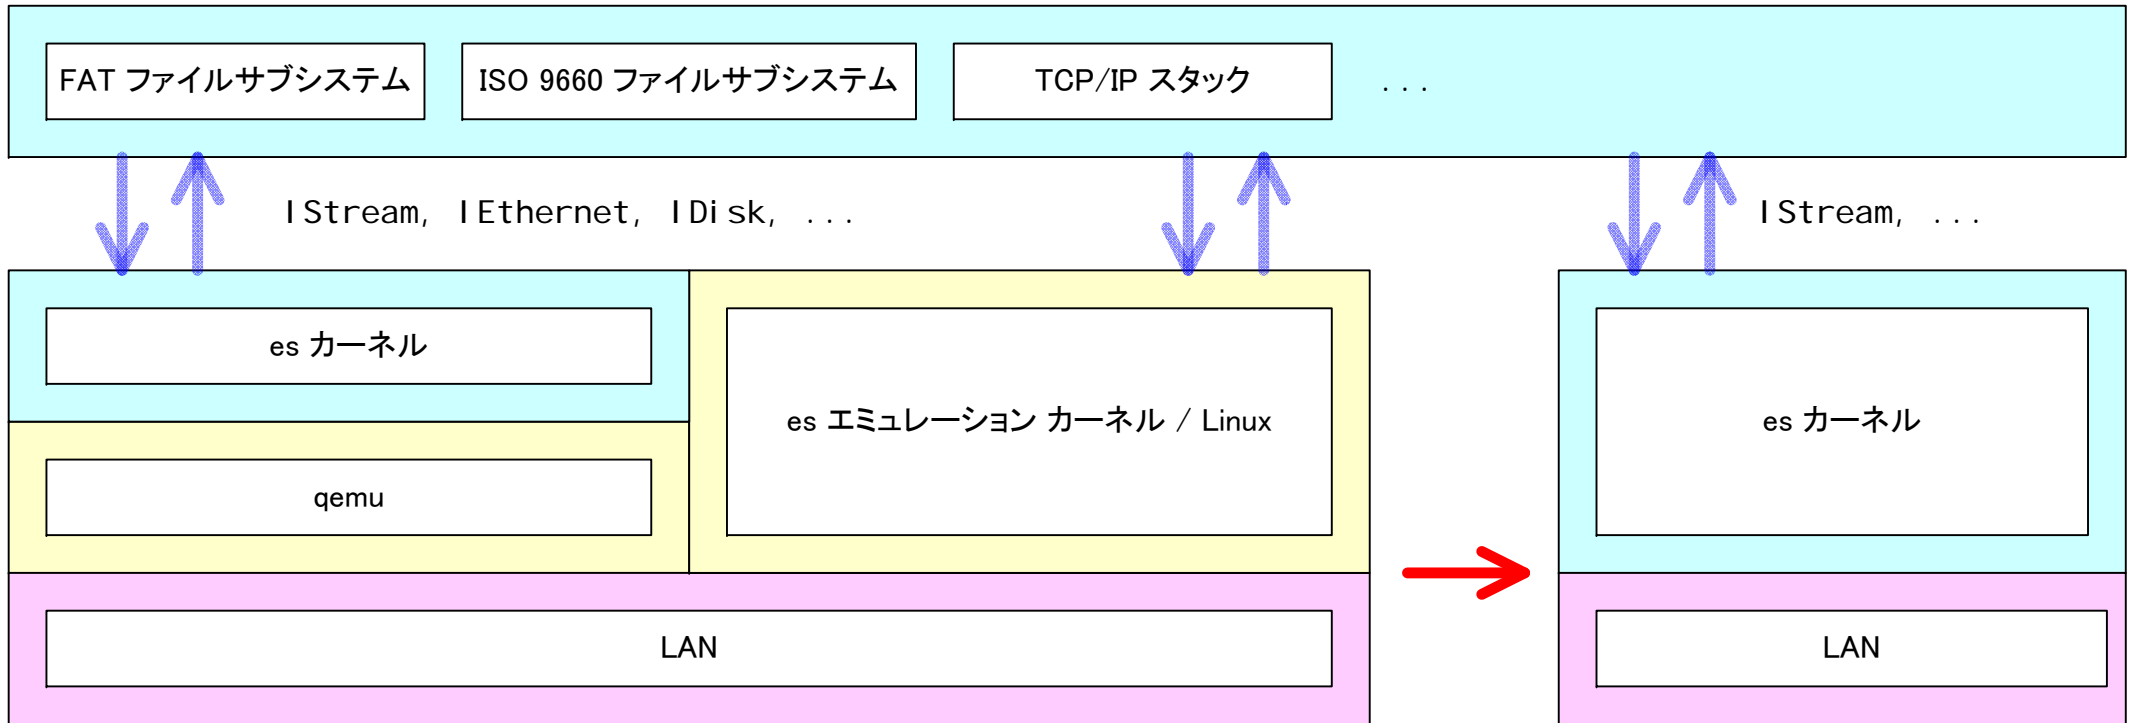 FAT ファイルサブシステム
ISO 9660 ファイルサブシステム
TCP/IP スタック
...
IStream, IEthernet, IDisk, ...
IStream, ...
es カーネル
es エミュレーション カーネル / Linux
es カーネル
qemu
LAN
LAN